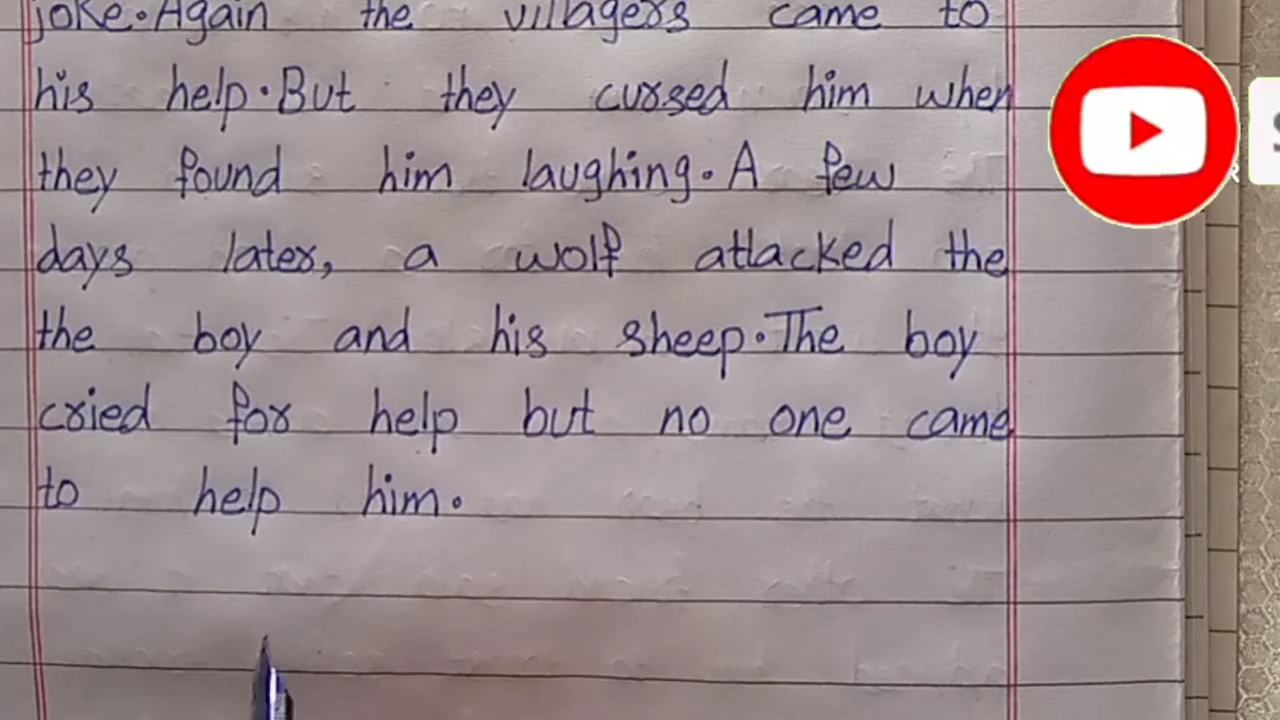 joke. Again the villagers came to
his help. But they cursed him when
they found him laughing. A few
days later, a wolf attacked the
the boy and his sheep. The boy
cried for help but no one came
to help him.